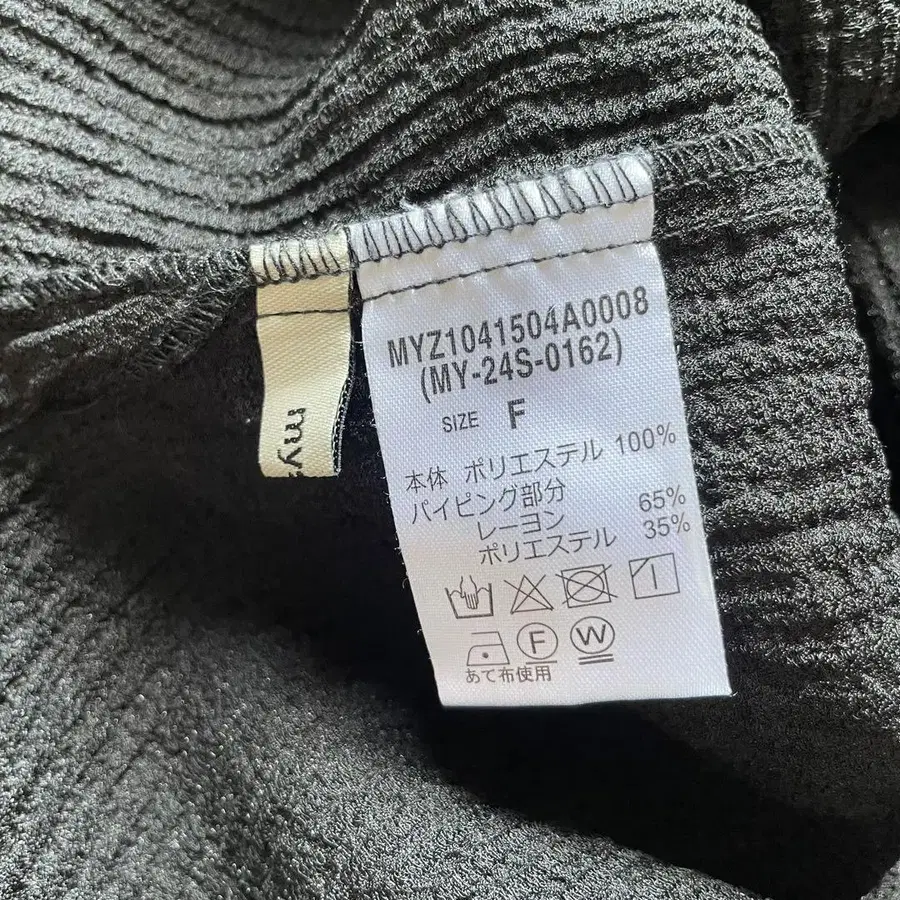 MYZ1041504A0008
(MY-24S-0162)
SIZE F
本体 ポリエステル 100%
パイピング部分
レーヨン 65%
ポリエステル 35%
F W
あて布使用
my